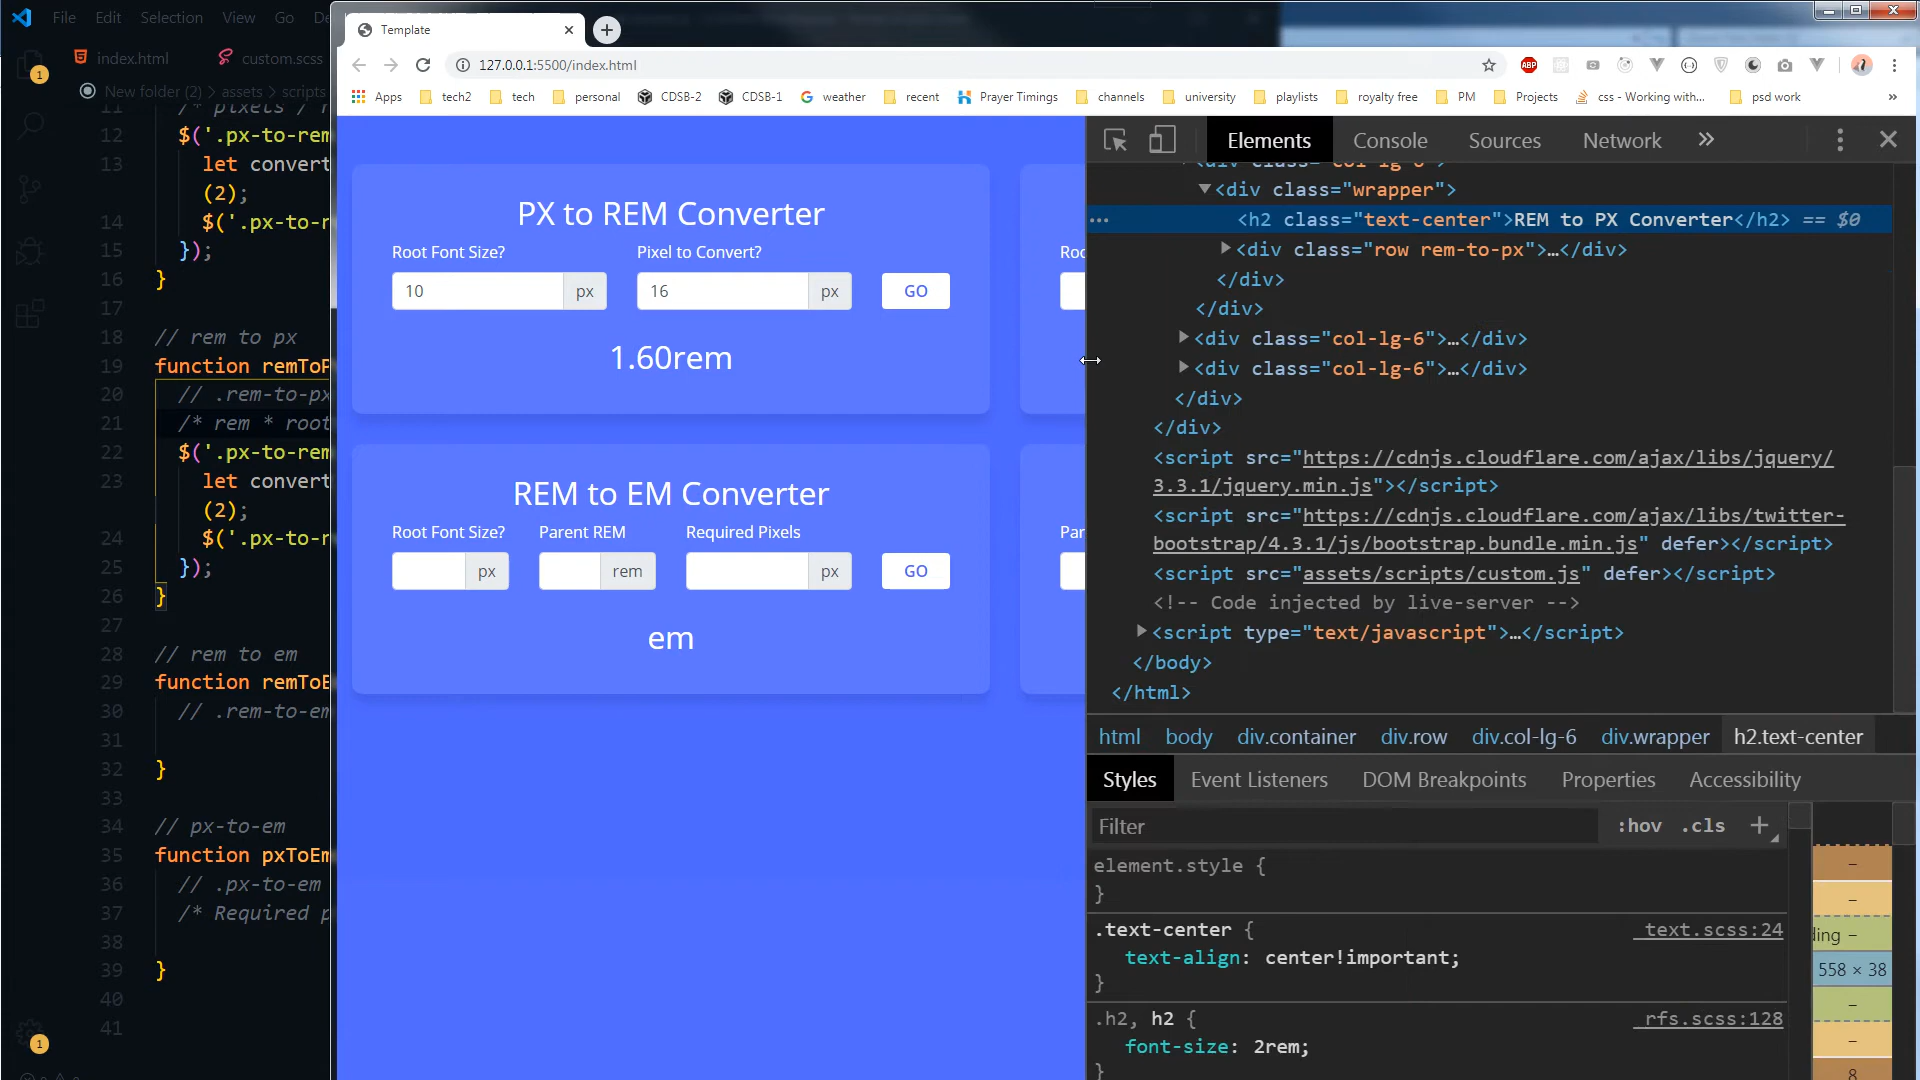 File Edit Selection View Go De
index.html custom.scss
New folder (2) › assets › scripts
12 $('.px-to-rem
13 let convert
(2);
14 $('.px-to-r
15 });
16 }
17
18 // rem to px
19 function remToP
20 // .rem-to-px
21 /* rem * root
22 $('.px-to-rem
23 let convert
(2);
24 $('.px-to-r
25 });
26 }
27
28 // rem to em
29 function remToE
30 // .rem-to-em
31
32 }
33
34 // px-to-em
35 function pxToEm
36 // .px-to-em
37 /* Required p
38
39 }
40
41
1
1
Template
127.0.0.1:5500/index.html
ABP
Apps tech2 tech personal CDSB-2 CDSB-1 weather recent Prayer Timings channels university playlists royalty free PM Projects css - Working with... psd work »
PX to REM Converter
Root Font Size? Pixel to Convert?
10 px 16 px GO
1.60rem
REM to EM Converter
Root Font Size? Parent REM Required Pixels
px rem px GO
em
Roo
Par
Elements Console Sources Network »
<div class="col-lg-6">
<div class="wrapper">
... <h2 class="text-center">REM to PX Converter</h2> == $0
<div class="row rem-to-px">…</div>
</div>
</div>
<div class="col-lg-6">…</div>
<div class="col-lg-6">…</div>
</div>
</div>
<script src="https://cdnjs.cloudflare.com/ajax/libs/jquery/
3.3.1/jquery.min.js"></script>
<script src="https://cdnjs.cloudflare.com/ajax/libs/twitter-
bootstrap/4.3.1/js/bootstrap.bundle.min.js" defer></script>
<script src="assets/scripts/custom.js" defer></script>
<!-- Code injected by live-server -->
<script type="text/javascript">…</script>
</body>
</html>
html body div.container div.row div.col-lg-6 div.wrapper h2.text-center
Styles Event Listeners DOM Breakpoints Properties Accessibility
Filter :hov .cls +
element.style {
}
.text-center { _text.scss:24
text-align: center!important;
}
.h2, h2 { _rfs.scss:128
font-size: 2rem;
}
–
–
ding –
558 × 38
–
–
–
8